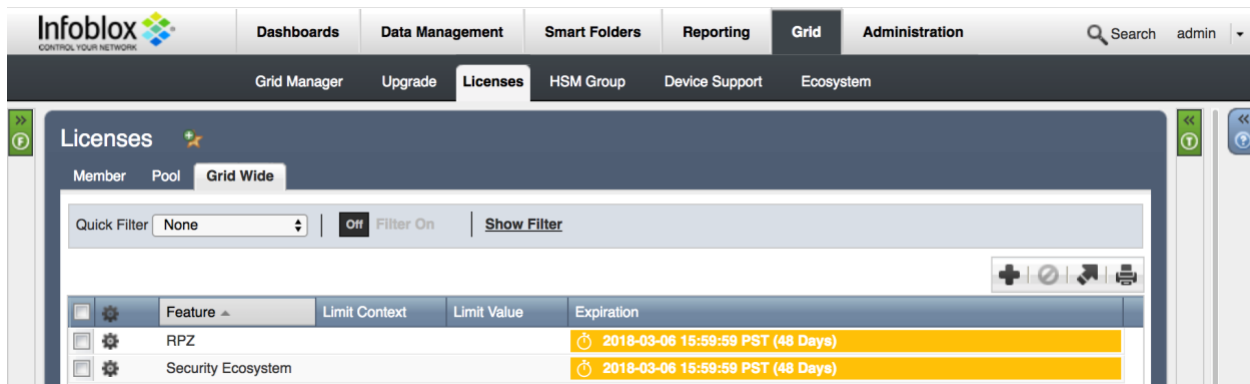 Infoblox
CONTROL YOUR NETWORK
Dashboards Data Management Smart Folders Reporting Grid Administration Search admin
Grid Manager Upgrade Licenses HSM Group Device Support Ecosystem
Licenses
Member Pool Grid Wide
Quick Filter None Off Filter On Show Filter
Feature Limit Context Limit Value Expiration
RPZ 2018-03-06 15:59:59 PST (48 Days)
Security Ecosystem 2018-03-06 15:59:59 PST (48 Days)